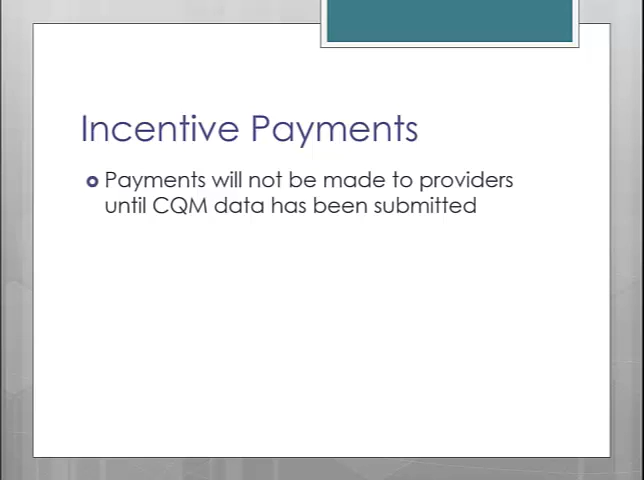 Incentive Payments
Payments will not be made to providers
until CQM data has been submitted